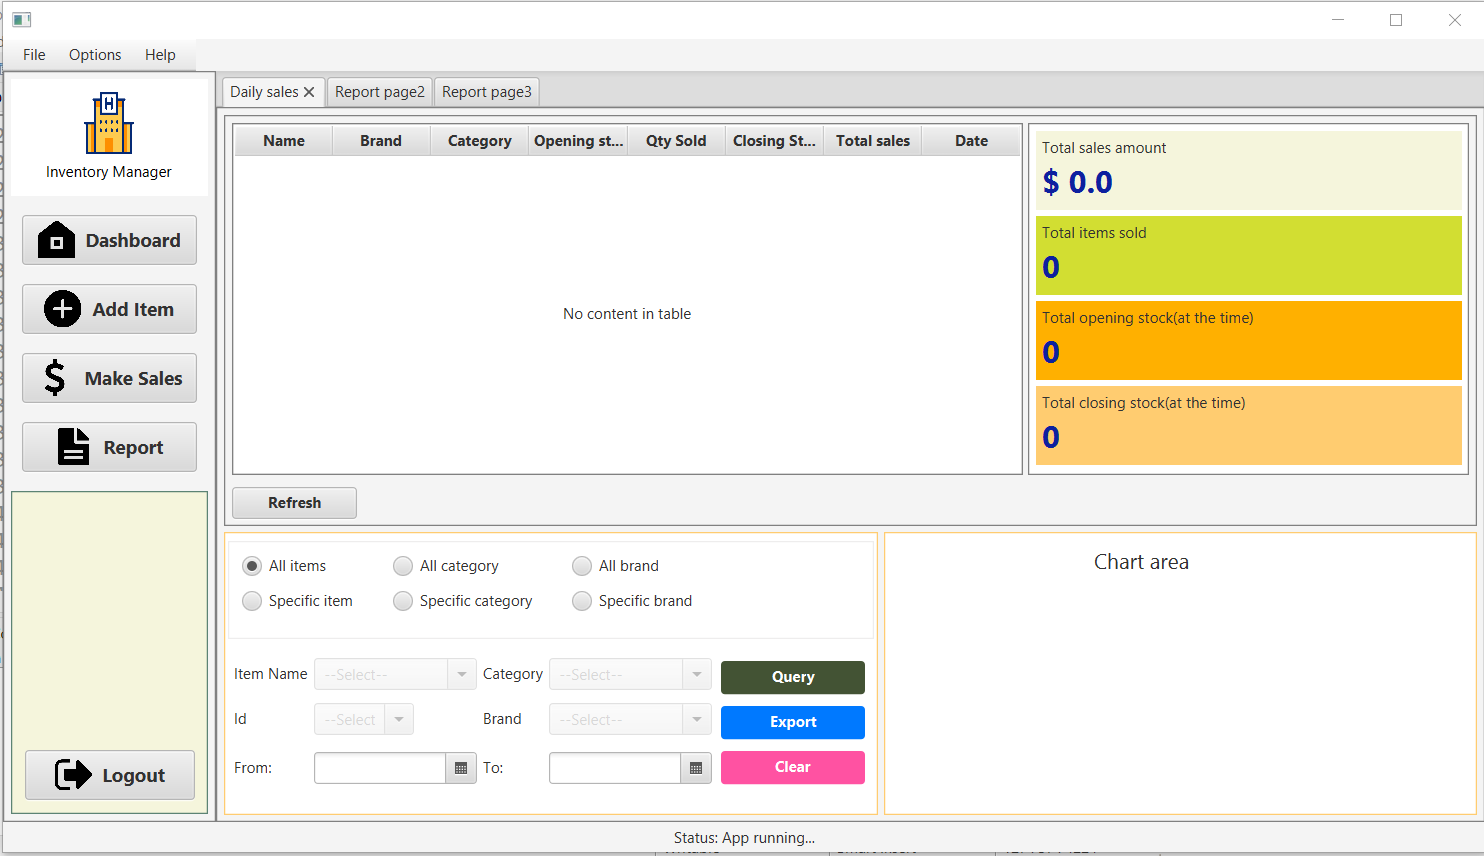 File Options Help
Daily sales Report page2 Report page3
H
Inventory Manager
Dashboard
Add Item
Make Sales
Report
Logout
Name Brand Category Opening st... Qty Sold Closing St... Total sales Date
No content in table
Refresh
Total sales amount
$ 0.0
Total items sold
0
Total opening stock(at the time)
0
Total closing stock(at the time)
0
All items All category All brand
Specific item Specific category Specific brand
Item Name --Select-- Category --Select-- Query
Id --Select Brand --Select-- Export
From: To: Clear
Chart area
Status: App running...